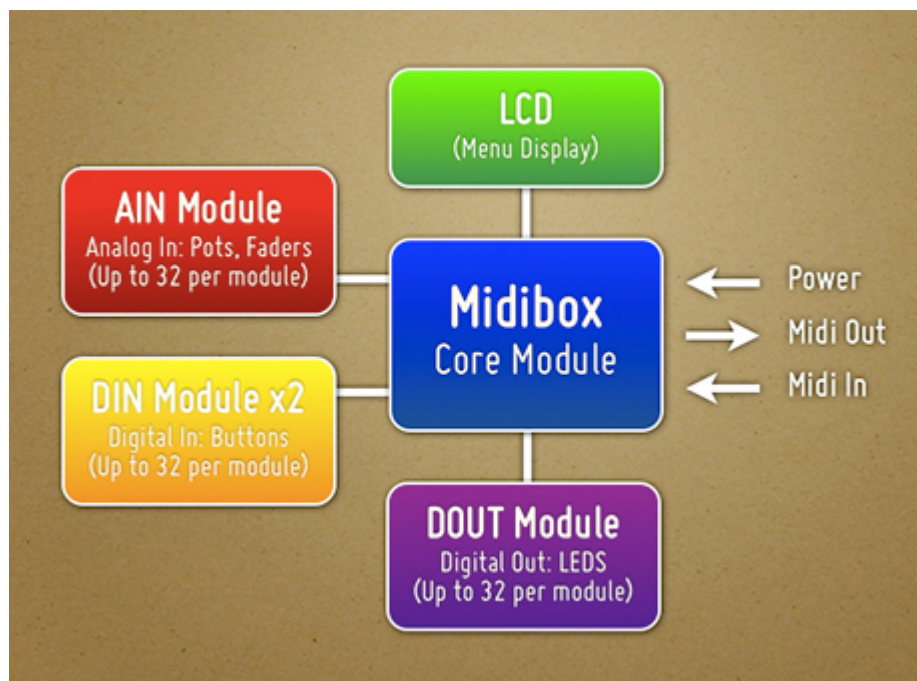 LCD
(Menu Display)
AIN Module
Analog In: Pots, Faders
(Up to 32 per module)
Midibox
Core Module
Power
Midi Out
Midi In
DIN Module x2
Digital In: Buttons
(Up to 32 per module)
DOUT Module
Digital Out: LEDS
(Up to 32 per module)